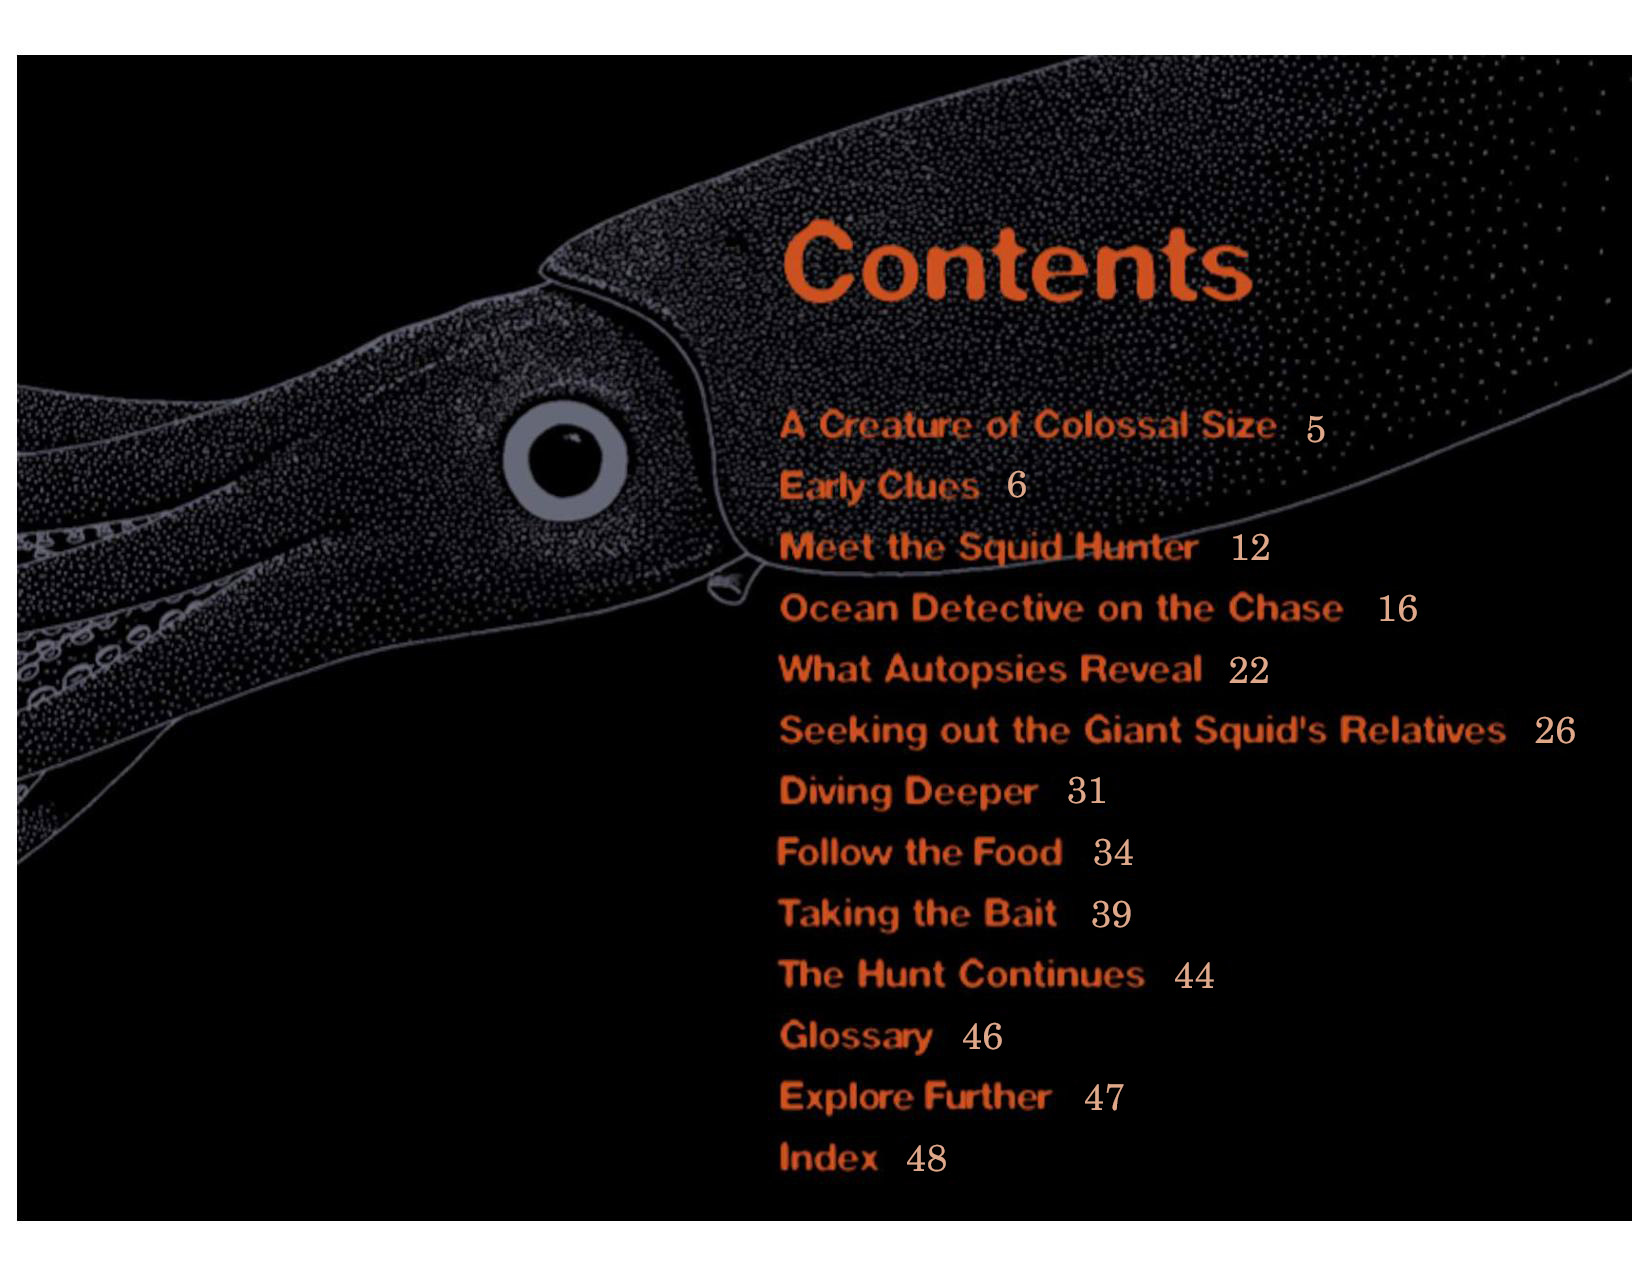 Contents
A Creature of Colossal Size 5
Early Clues 6
Meet the Squid Hunter 12
Ocean Detective on the Chase 16
What Autopsies Reveal 22
Seeking out the Giant Squid's Relatives 26
Diving Deeper 31
Follow the Food 34
Taking the Bait 39
The Hunt Continues 44
Glossary 46
Explore Further 47
Index 48